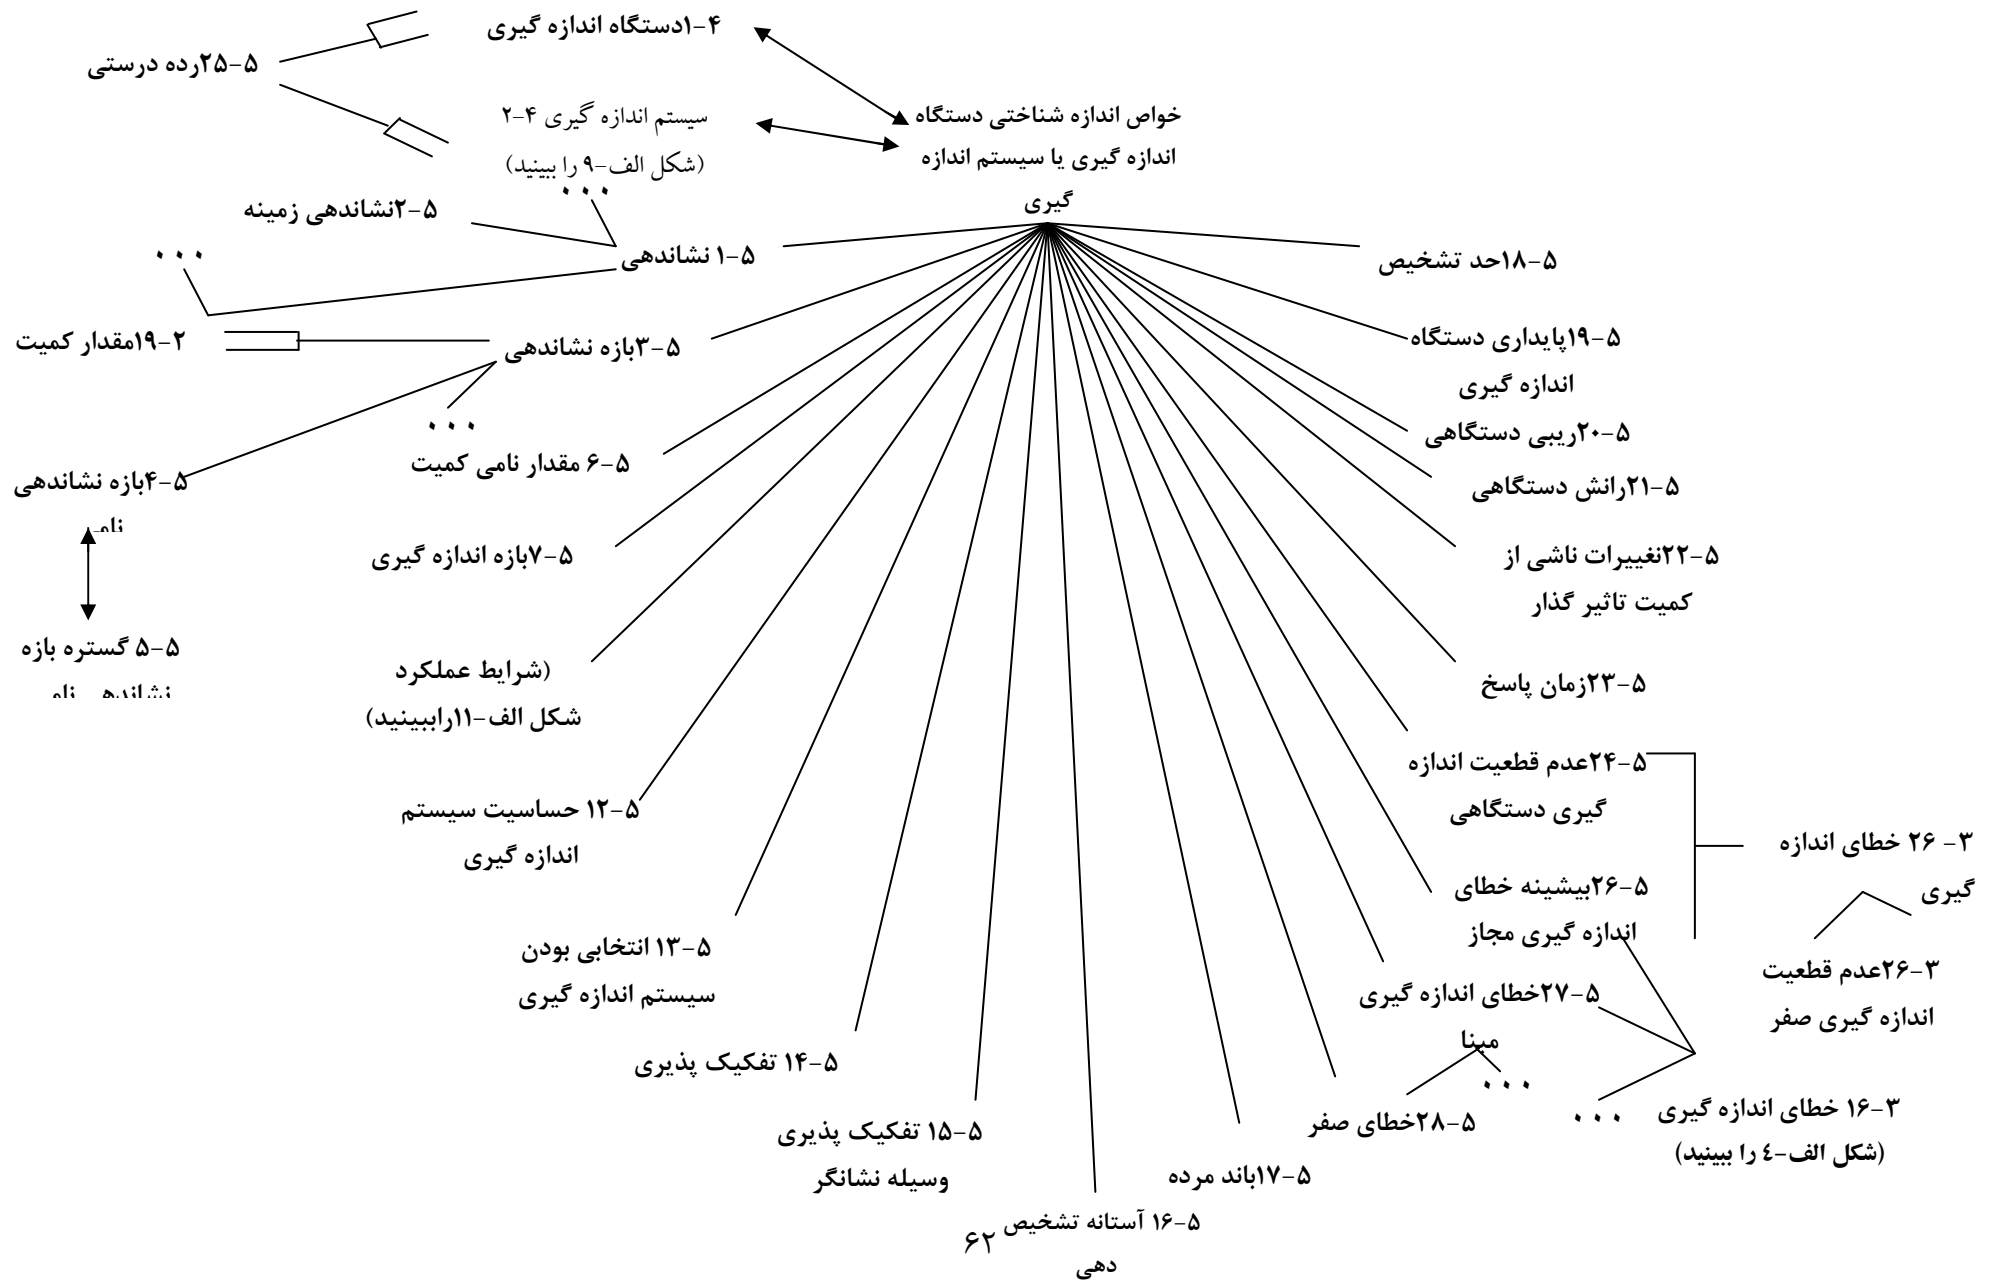 ۴-۱دستگاه اندازه گیری
۵-۲۵رده درستی
سیستم اندازه گیری ۴-۲
(شکل الف-۹ را ببینید)
خواص اندازه شناختی دستگاه
اندازه گیری یا سیستم اندازه
گیری
...
۵-۲نشاندهی زمینه
...
۵-۱ نشاندهی
۵-۱۸حد تشخیص
۲-۱۹مقدار کمیت
۵-۳بازه نشاندهی
...
۵-۱۹پایداری دستگاه
اندازه گیری
۵-۲۰ریبی دستگاهی
۵-۶ مقدار نامی کمیت
۵-۴بازه نشاندهی
۵-۲۱رانش دستگاهی
۵-۷بازه اندازه گیری
۵-۲۲نغییرات ناشی از
کمیت تاثیر گذار
۵-۵ گستره بازه
نشاندهی
(شرایط عملکرد
شکل الف-۱۱راببینید)
۵-۲۳زمان پاسخ
۵-۲۴عدم قطعیت اندازه
گیری دستگاهی
۵-۱۲ حساسیت سیستم
اندازه گیری
۳- ۲۶ خطای اندازه
گیری
۵-۲۶بیشینه خطای
اندازه گیری مجاز
۵-۱۳ انتخابی بودن
سیستم اندازه گیری
۳-۲۶عدم قطعیت
اندازه گیری صفر
۵-۲۷خطای اندازه گیری
مبنا
...
۵-۱۴ تفکیک پذیری
۵-۲۸خطای صفر
...
۳-۱۶ خطای اندازه گیری
(شکل الف-٤ را ببینید)
۵-۱۵ تفکیک پذیری
وسیله نشانگر
۵-۱۷باند مرده
۵-۱۶ آستانه تشخیص
دهی
۶۲